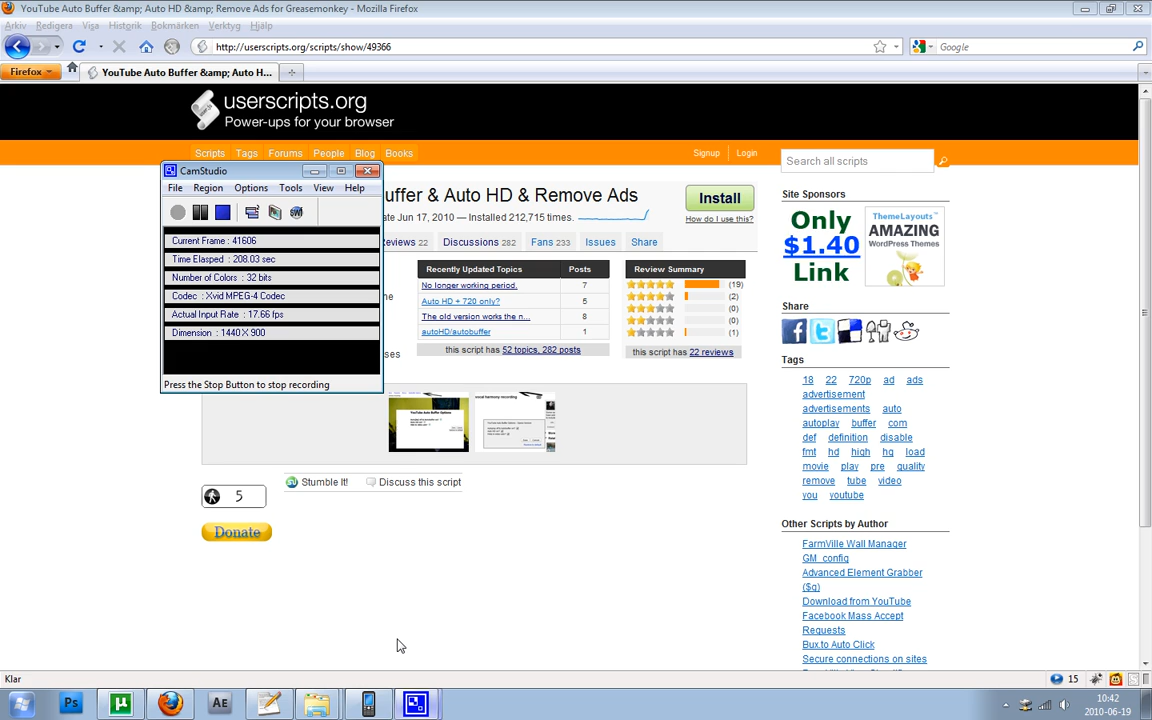 YouTube Auto Buffer &amp; Auto HD &amp; Remove Ads for Greasemonkey - Mozilla Firefox
Arkiv Redigera Visa Historik Bokmärken Verktyg Hjälp
http://userscripts.org/scripts/show/49366
Google
Firefox
YouTube Auto Buffer &amp; Auto H...
userscripts.org
Power-ups for your browser
Scripts Tags Forums People Blog Books
Signup Login
Search all scripts
CamStudio
File Region Options Tools View Help
Current Frame : 41606
Time Elasped : 208.03 sec
Number of Colors : 32 bits
Codec : Xvid MPEG-4 Codec
Actual Input Rate : 17.66 fps
Dimension : 1440 X 900
Press the Stop Button to stop recording
uffer & Auto HD & Remove Ads
Jun 17, 2010 — Installed 212,715 times.
Install
How do I use this?
eviews 22 Discussions 282 Fans 233 Issues Share
Recently Updated Topics Posts
No longer working period. 7
Auto HD + 720 only? 5
The old version works the n... 8
autoHD/autobuffer 1
this script has 52 topics, 282 posts
Review Summary
(19)
(2)
(0)
(0)
(1)
this script has 22 reviews
Stumble It! Discuss this script
5
Donate
Site Sponsors
Only
$1.40
Link
ThemeLayouts
AMAZING
WordPress Themes
Share
Tags
18 22 720p ad ads
advertisement
advertisements auto
autoplay buffer com
def definition disable
fmt hd high hq load
movie play pre quality
remove tube video
you youtube
Other Scripts by Author
FarmVille Wall Manager
GM_config
Advanced Element Grabber
($g)
Download from YouTube
Facebook Mass Accept
Requests
Bux.to Auto Click
Secure connections on sites
Klar
15
Ps
AE
10:42
2010-06-19